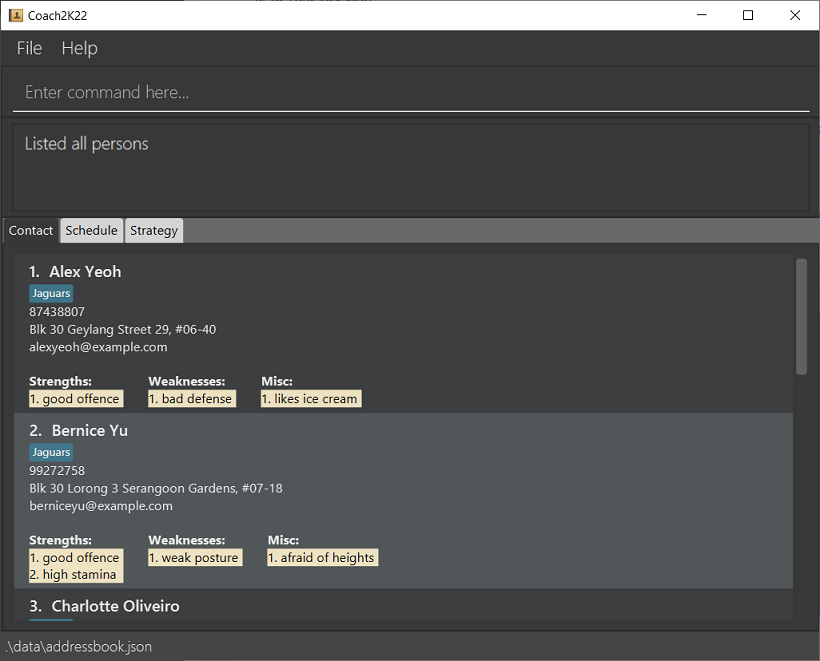 Coach2K22
File Help
Enter command here...
Listed all persons
Contact Schedule Strategy
1. Alex Yeoh
Jaguars
87438807
Blk 30 Geylang Street 29, #06-40
alexyeoh@example.com
Strengths: Weaknesses: Misc:
1. good offence 1. bad defense 1. likes ice cream
2. Bernice Yu
Jaguars
99272758
Blk 30 Lorong 3 Serangoon Gardens, #07-18
berniceyu@example.com
Strengths: Weaknesses: Misc:
1. good offence 1. weak posture 1. afraid of heights
2. high stamina
3. Charlotte Oliveiro
.\data\addressbook.json